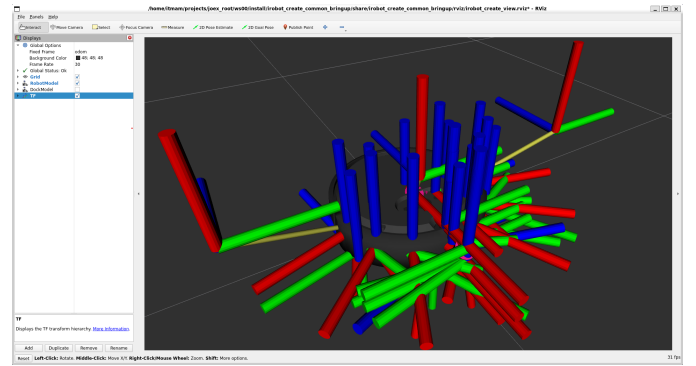 /home/itmam/projects/joex_root/ws00/install/irobot_create_common_bringup/share/irobot_create_common_bringup/rviz/irobot_create_view.rviz* - RViz
File Panels Help
Interact Move Camera Select Focus Camera Measure 2D Pose Estimate 2D Goal Pose Publish Point
Displays
Global Options
Fixed Frame odom
Background Color 48; 48; 48
Frame Rate 30
Global Status: Ok
Grid
RobotModel
DockModel
TF
TF
Displays the TF transform hierarchy. More Information.
Add Duplicate Remove Rename
Reset Left-Click: Rotate. Middle-Click: Move X/Y. Right-Click/Mouse Wheel: Zoom. Shift: More options. 31 fps